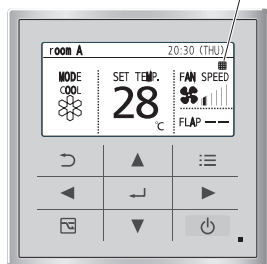 room A 20:30 (THU)
MODE SET TEMP. FAN SPEED
COOL
28°C
FLAP ――